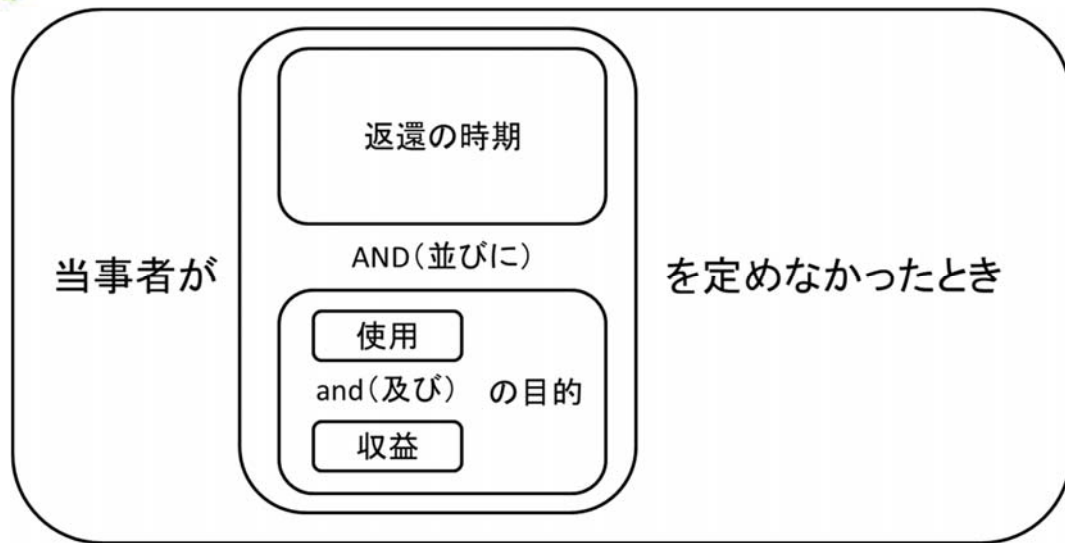 返還の時期
AND(並びに)
当事者が
を定めなかったとき
使用
and(及び)
の目的
収益